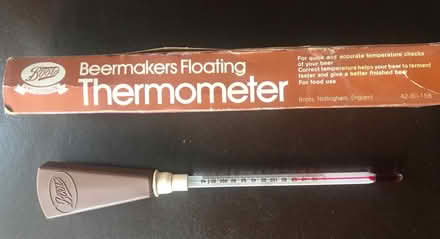 Boots
Beermakers Floating
Thermometer
For quick and accurate temperature checks
of your beer
Correct temperature helps your beer to ferment
faster and give a better finished beer
For food use
Boots, Nottingham, England
Boots